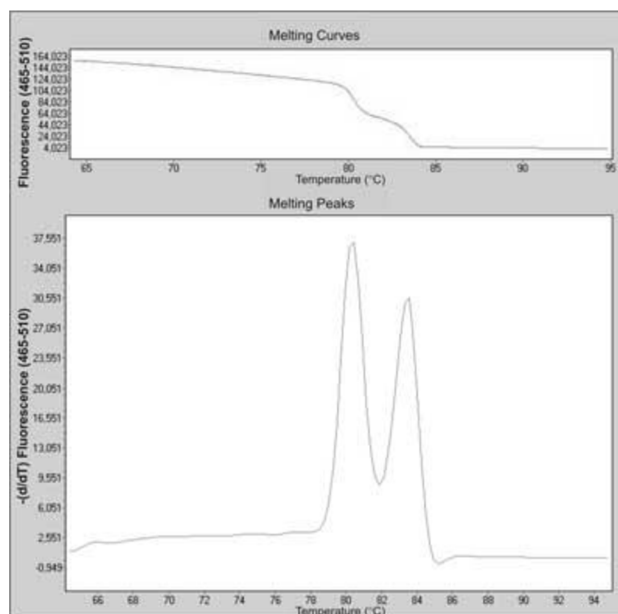 Melting Curves
Fluorescence (465-510)
164,023
144,023
124,023
104,023
84,023
64,023
44,023
24,023
4,023
65 70 75 80 85 90 95
Temperature (°C)
Melting Peaks
-(d/dT) Fluorescence (465-510)
37,551
34,051
30,551
27,051
23,551
20,051
16,551
13,051
9,551
6,051
2,551
-0,949
66 68 70 72 74 76 78 80 82 84 86 88 90 92 94
Temperature (°C)